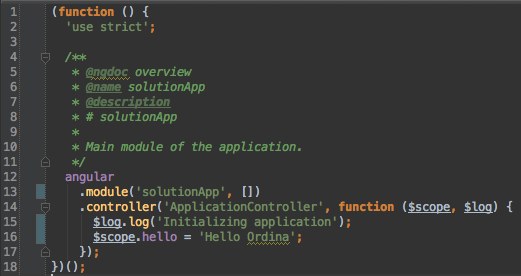 1 (function () {
2   'use strict';
3
4   /**
5    * @ngdoc overview
6    * @name solutionApp
7    * @description
8    * # solutionApp
9    *
10    * Main module of the application.
11    */
12   angular
13     .module('solutionApp', [])
14     .controller('ApplicationController', function ($scope, $log) {
15       $log.log('Initializing application');
16       $scope.hello = 'Hello Ordina';
17     });
18 })();